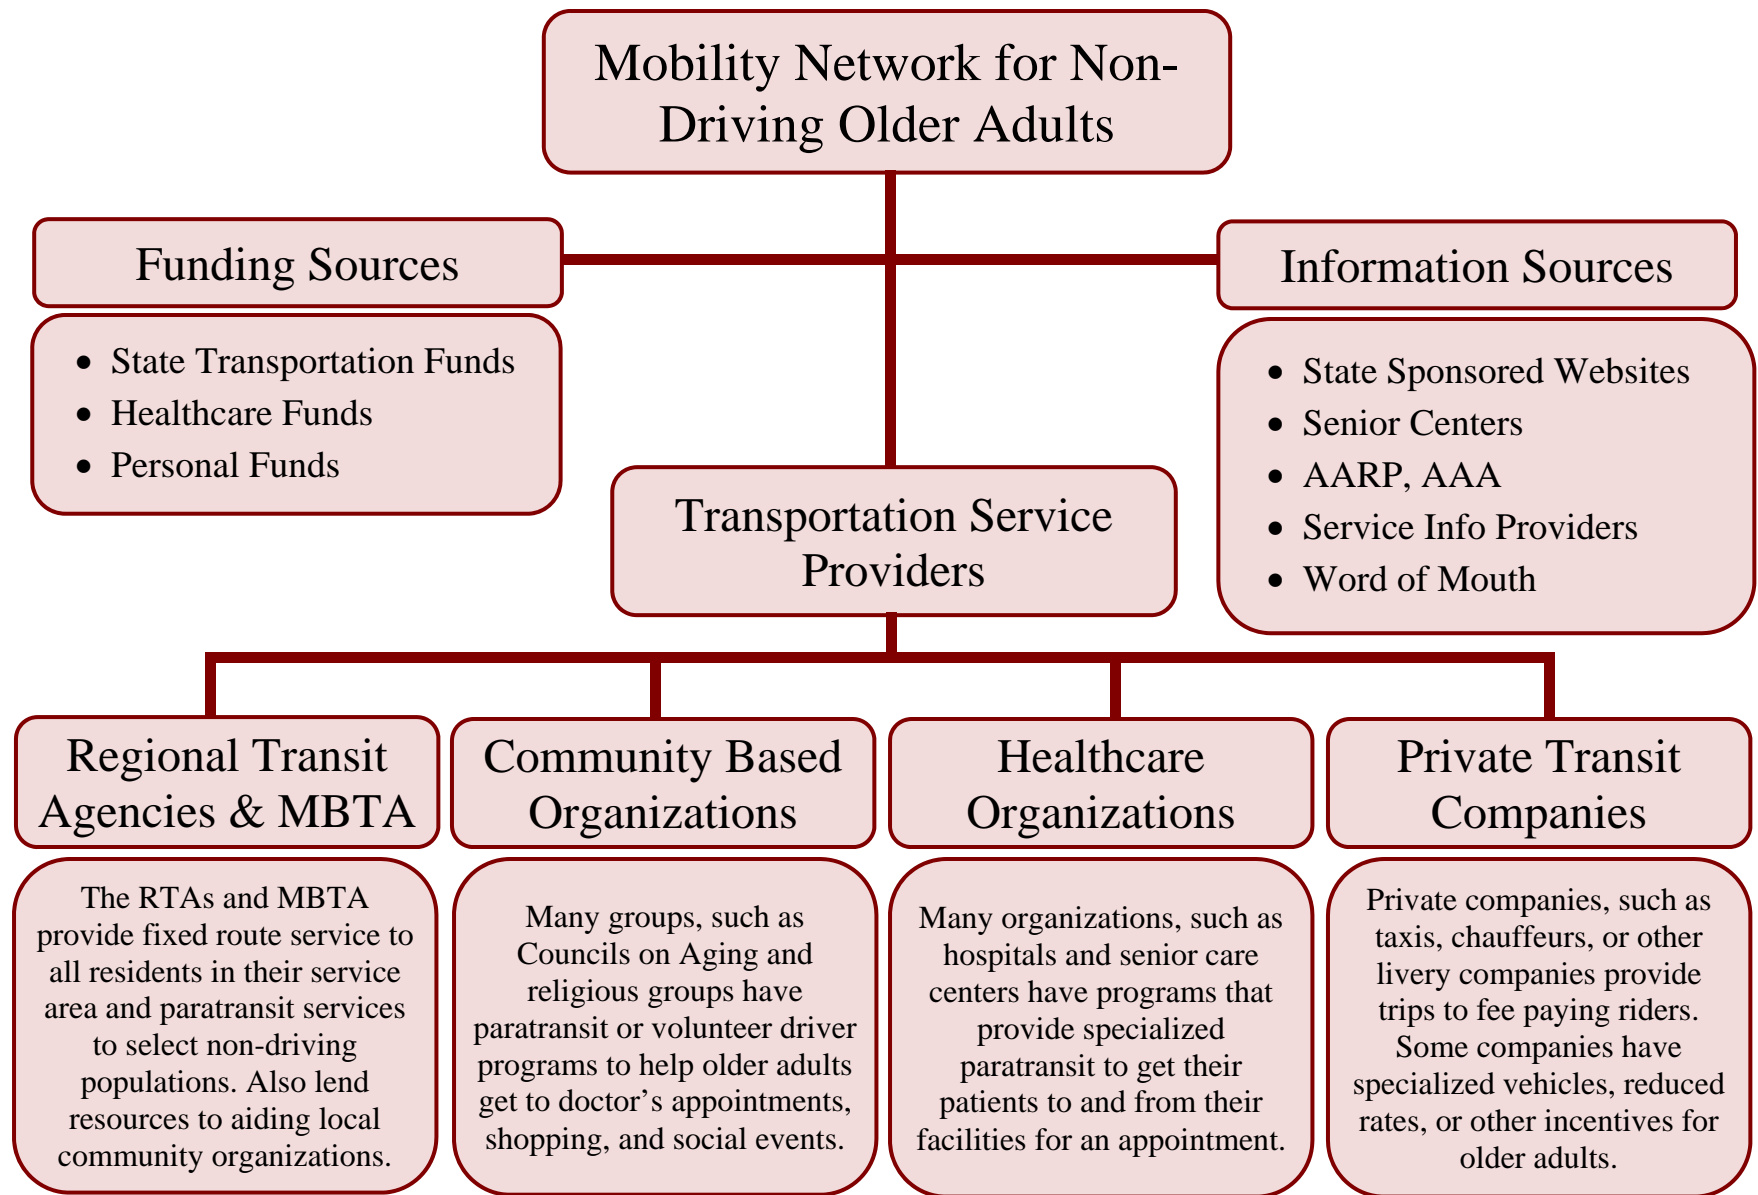 Mobility Network for Non-
Driving Older Adults
Funding Sources
• State Transportation Funds
• Healthcare Funds
• Personal Funds
Information Sources
• State Sponsored Websites
• Senior Centers
• AARP, AAA
• Service Info Providers
• Word of Mouth
Transportation Service
Providers
Regional Transit
Agencies & MBTA
The RTAs and MBTA
provide fixed route service to
all residents in their service
area and paratransit services
to select non-driving
populations. Also lend
resources to aiding local
community organizations.
Community Based
Organizations
Many groups, such as
Councils on Aging and
religious groups have
paratransit or volunteer driver
programs to help older adults
get to doctor’s appointments,
shopping, and social events.
Healthcare
Organizations
Many organizations, such as
hospitals and senior care
centers have programs that
provide specialized
paratransit to get their
patients to and from their
facilities for an appointment.
Private Transit
Companies
Private companies, such as
taxis, chauffeurs, or other
livery companies provide
trips to fee paying riders.
Some companies have
specialized vehicles, reduced
rates, or other incentives for
older adults.